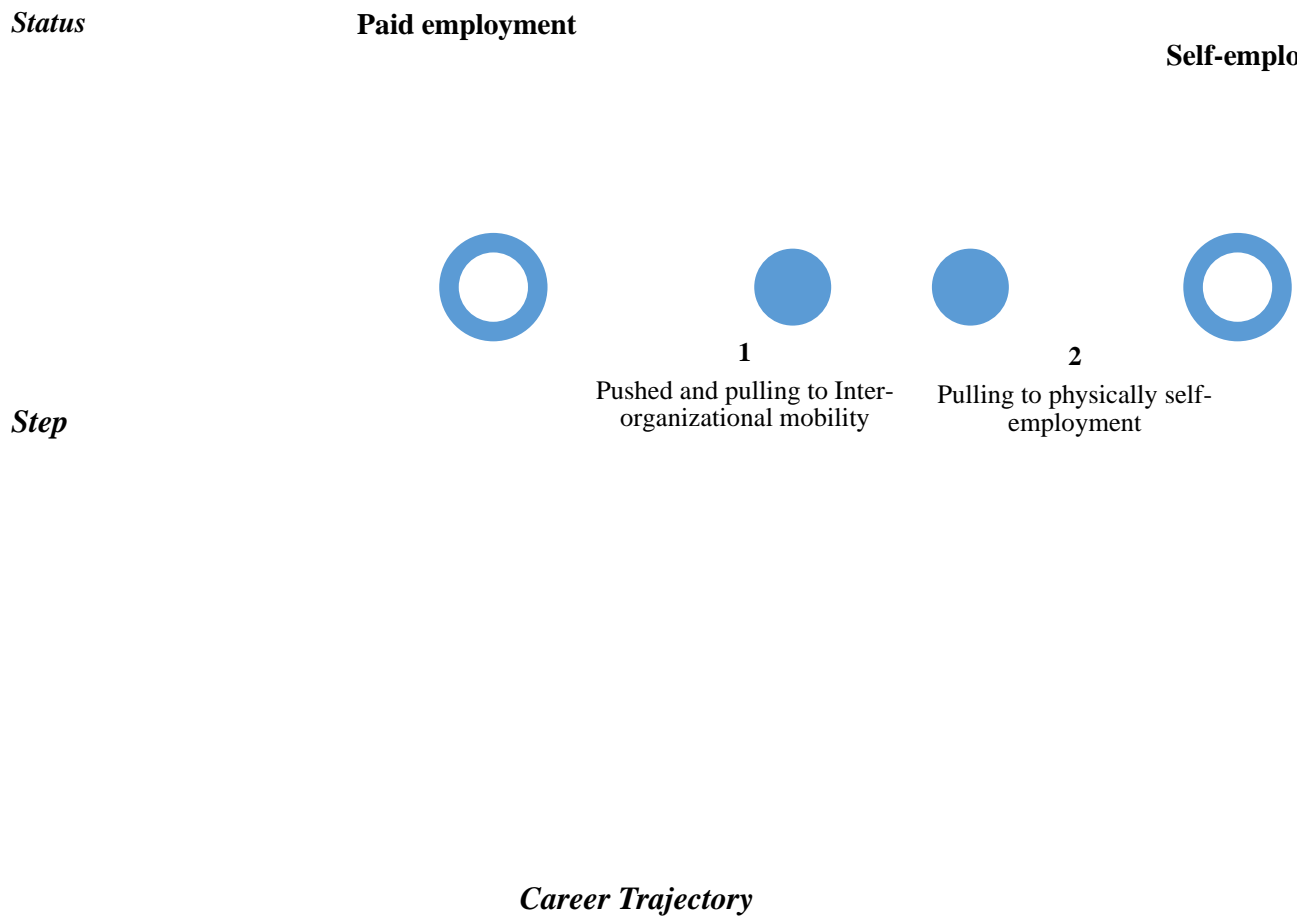 Status
Paid employment
Self-emplo
1
2
Pushed and pulling to Inter-
organizational mobility
Pulling to physically self-
employment
Step
Career Trajectory